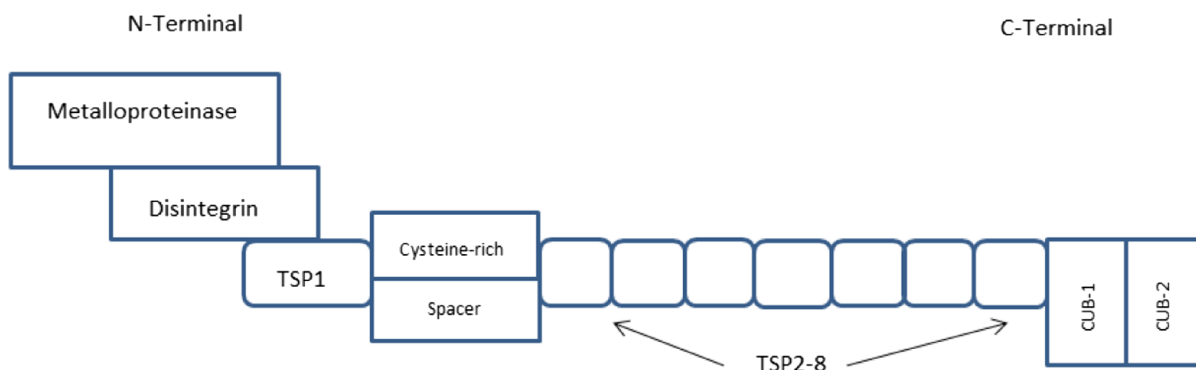 N-Terminal
C-Terminal
Metalloproteinase
Disintegrin
TSP1
Cysteine-rich
Spacer
CUB-1
CUB-2
TSP2-8